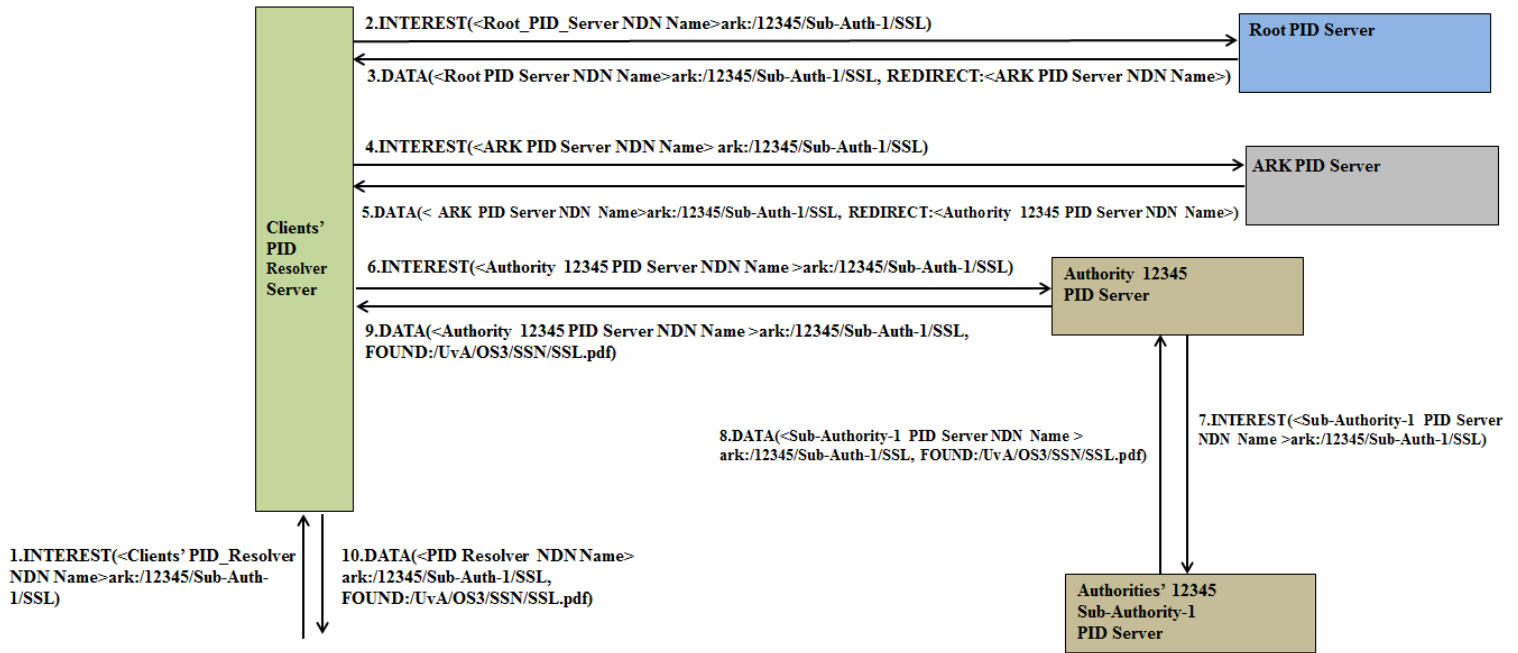 2.INTEREST(<Root_PID_Server NDN Name>ark:/12345/Sub-Auth-1/SSL)
Root PID Server
3.DATA(<Root PID Server NDN Name>ark:/12345/Sub-Auth-1/SSL, REDIRECT:<ARK PID Server NDN Name>)
4.INTEREST(<ARK PID Server NDN Name> ark:/12345/Sub-Auth-1/SSL)
ARK PID Server
5.DATA(< ARK PID Server NDN Name>ark:/12345/Sub-Auth-1/SSL, REDIRECT:<Authority 12345 PID Server NDN Name>)
Clients'
PID
Resolver
Server
6.INTEREST(<Authority 12345 PID Server NDN Name >ark:/12345/Sub-Auth-1/SSL)
Authority 12345
PID Server
9.DATA(<Authority 12345 PID Server NDN Name >ark:/12345/Sub-Auth-1/SSL,
FOUND:/UvA/OS3/SSN/SSL.pdf)
8.DATA(<Sub-Authority-1 PID Server NDN Name >
ark:/12345/Sub-Auth-1/SSL, FOUND:/UvA/OS3/SSN/SSL.pdf)
7.INTEREST(<Sub-Authority-1 PID Server
NDN Name >ark:/12345/Sub-Auth-1/SSL)
1.INTEREST(<Clients' PID_Resolver
NDN Name>ark:/12345/Sub-Auth-
1/SSL)
10.DATA(<PID Resolver NDN Name>
ark:/12345/Sub-Auth-1/SSL,
FOUND:/UvA/OS3/SSN/SSL.pdf)
Authorities' 12345
Sub-Authority-1
PID Server